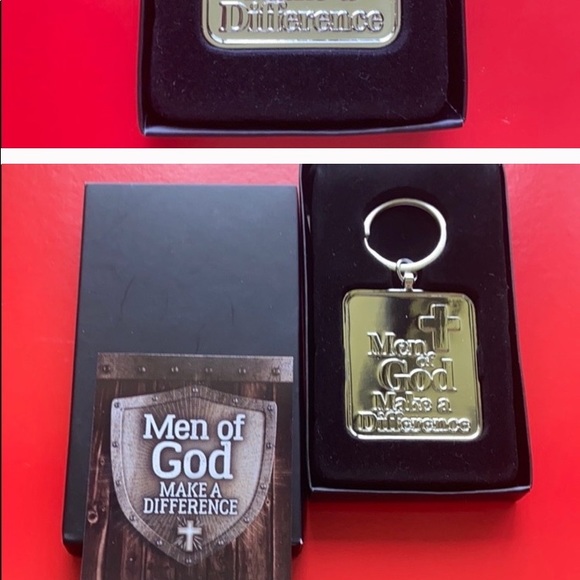 Difference
Men of
God
MAKE A
DIFFERENCE
Men
of
God
Make a
Difference